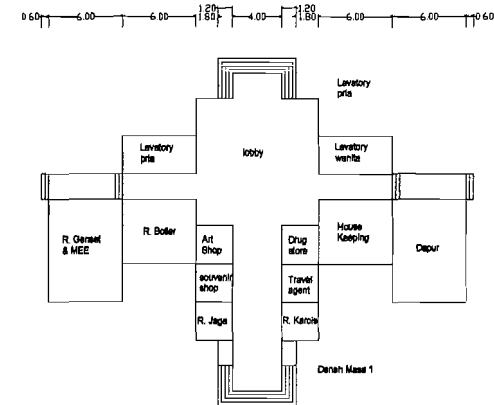 1.20 1.20
0.60 6.00 6.00 1.80 4.00 1.80 6.00 6.00 0.60
Lavatory
pria
Lavatory
pria
lobby
Lavatory
wanita
R. Genset
& MEE
R. Boiler
Art
Shop
Drug
store
House
Keeping
Dapur
souvenir
shop
Travel
agent
R. Jaga
R. Karcis
Denah Masa 1